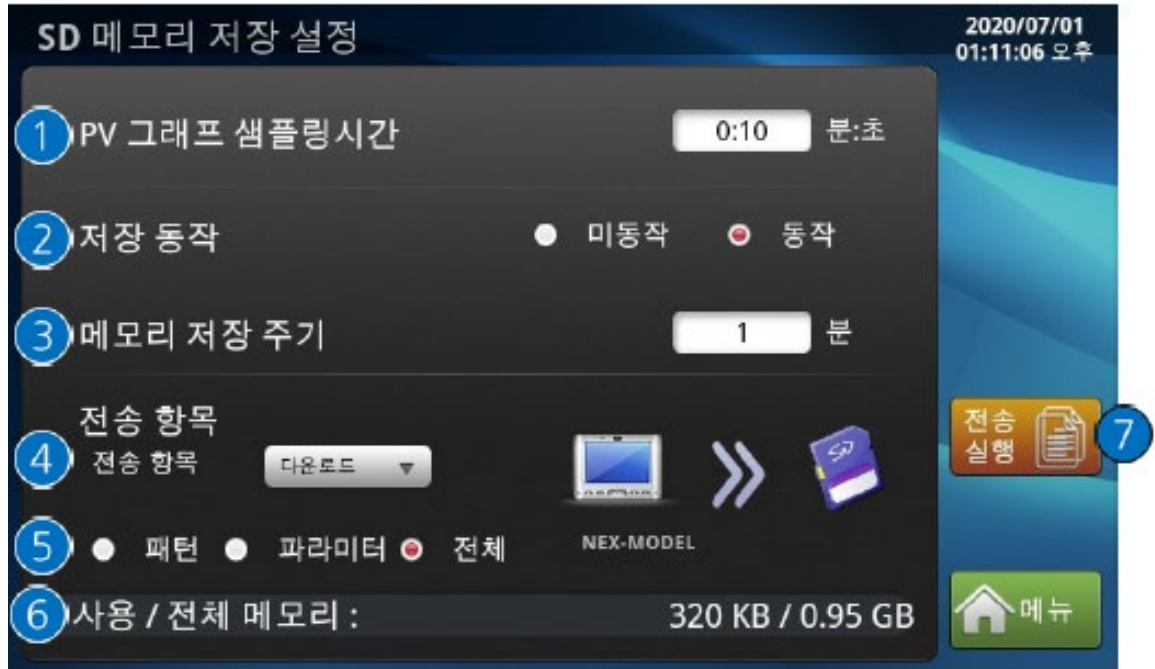 SD 메모리 저장 설정
2020/07/01
01:11:06 오후
1 PV 그래프 샘플링시간 0:10 분:초
2 저장 동작 미동작 동작
3 메모리 저장 주기 1 분
전송 항목
4 전송 항목 다운로드
SD
전송
실행
7
5 패턴 파라미터 전체
NEX-MODEL
6 사용 / 전체 메모리 : 320 KB / 0.95 GB
메뉴